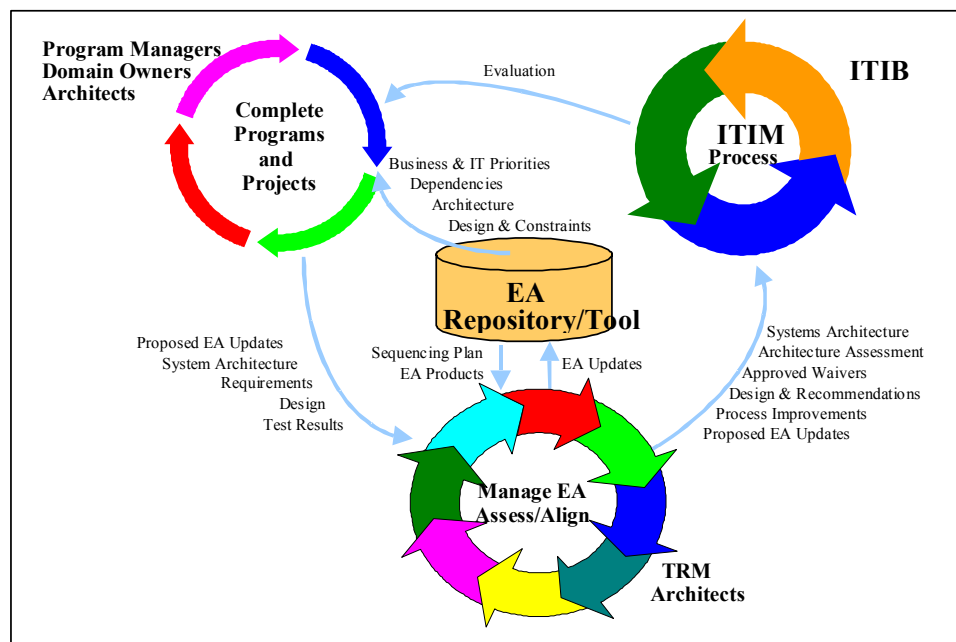 Program Managers
Domain Owners
Architects
Complete
Programs
and
Projects
Evaluation
ITIB
ITIM
Process
Business & IT Priorities
Dependencies
Architecture
Design & Constraints
EA
Repository/Tool
Proposed EA Updates
System Architecture
Requirements
Design
Test Results
Sequencing Plan
EA Products
EA Updates
Systems Architecture
Architecture Assessment
Approved Waivers
Design & Recommendations
Process Improvements
Proposed EA Updates
Manage EA
Assess/Align
TRM
Architects